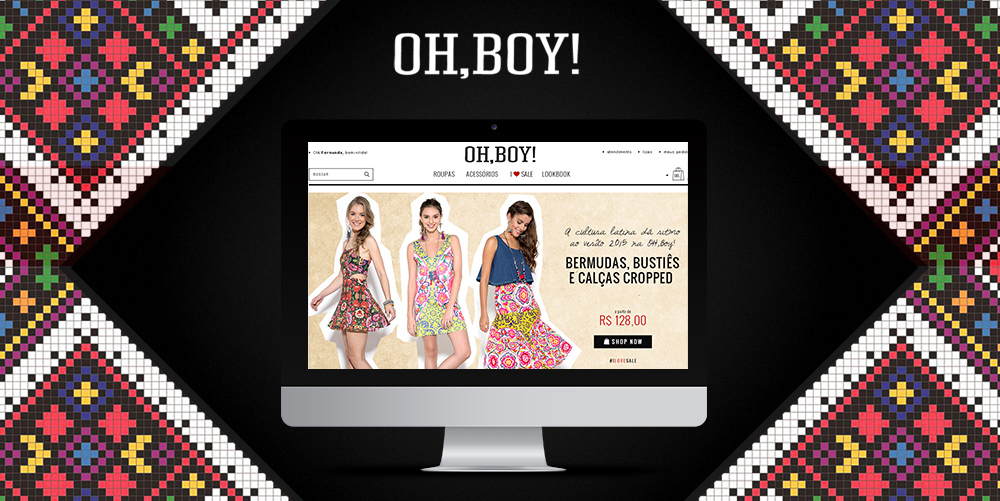 OH,BOY!
Olá Fernanda, bem-vinda!
OH,BOY!
atendimento
lojas
meus pedidos
BUSCAR
ROUPAS ACESSÓRIOS I ❤ SALE LOOKBOOK
A cultura latina dá ritmo
ao verão 2015 na OH,Boy!
BERMUDAS, BUSTIÊS
E CALÇAS CROPPED
a partir de
R$ 128,00
SHOP NOW
#ILOVESALE